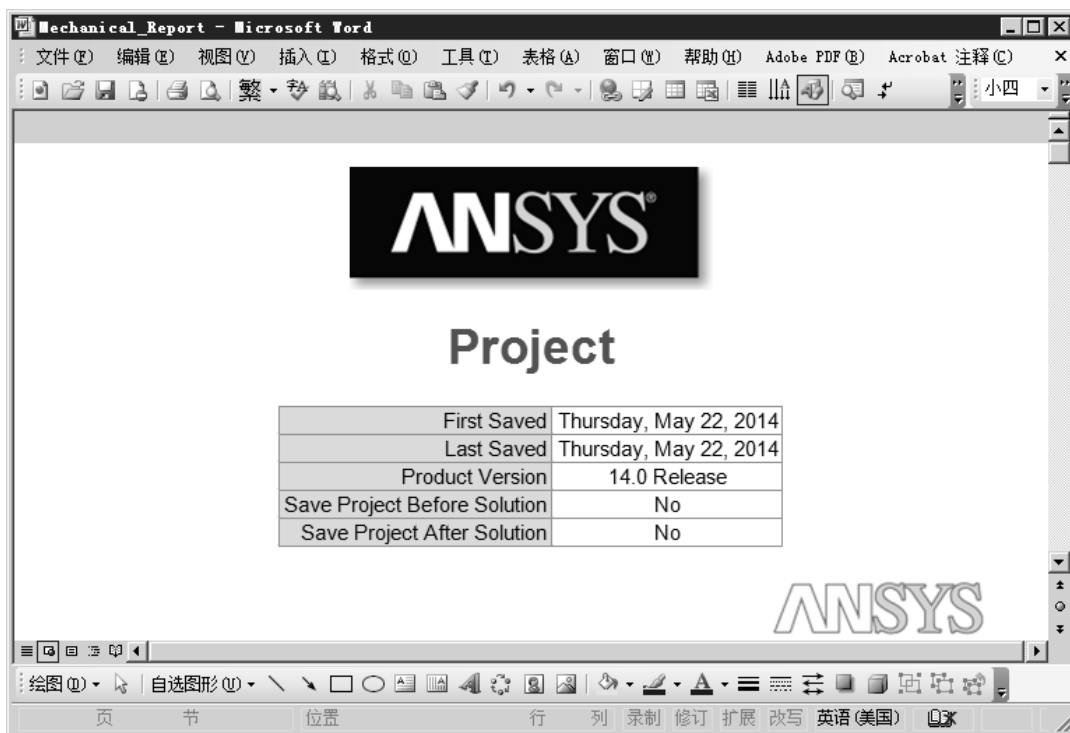 Mechanical_Report - Microsoft Word
文件(F) 编辑(E) 视图(V) 插入(I) 格式(O) 工具(T) 表格(A) 窗口(W) 帮助(H) Adobe PDF(B) Acrobat 注释(C)
繁 小四
ANSYS®
Project
First Saved Thursday, May 22, 2014
Last Saved Thursday, May 22, 2014
Product Version 14.0 Release
Save Project Before Solution No
Save Project After Solution No
ANSYS
绘图(D) 自选图形(U)
页 节 位置 行 列 录制 修订 扩展 改写 英语(美国)